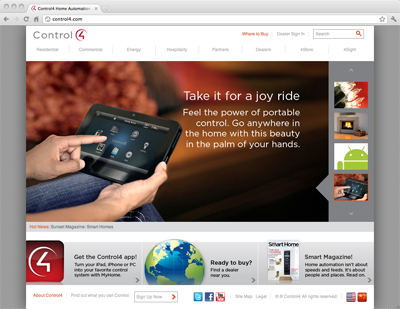 Control4 Home Automation
control4.com
Control 4
Where to Buy
Dealer Sign In
Search
Residential
Commercial
Energy
Hospitality
Partners
Dealers
4Store
4Sight
Take it for a joy ride
Feel the power of portable
control. Go anywhere in
the home with this beauty
in the palm of your hands.
Hot News: Sunset Magazine: Smart Homes
4
Get the Control4 app!
Turn your iPad, iPhone or PC
into your favorite control
system with MyHome.
Ready to buy?
Find a dealer
near you.
Smart Home
Smart Magazine!
Home automation isn't about
speeds and feeds. It's about
people and places. Read on.
About Control4
Find out what you can Control
Sign Up Now
Site Map
Legal
Control4 All rights reserved.